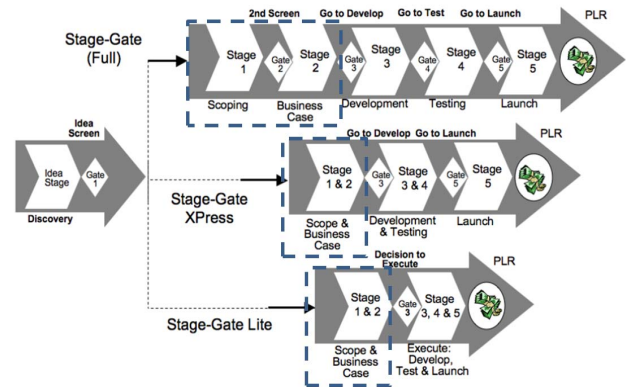 2nd Screen
Go to Develop
Go to Test
Go to Launch
PLR
Stage-Gate
(Full)
Stage
1
Gate
2
Stage
2
Gate
3
Stage
3
Gate
4
Stage
4
Gate
5
Stage
5
Scoping
Business
Case
Development
Testing
Launch
Idea
Screen
Idea
Stage
Gate
1
Discovery
Go to Develop
Go to Launch
PLR
Stage-Gate
XPress
Stage
1 & 2
Gate
3
Stage
3 & 4
Gate
5
Stage
5
Scope &
Business
Case
Development
& Testing
Launch
Decision to
Execute
PLR
Stage-Gate Lite
Stage
1 & 2
Gate
3
Stage
3, 4 & 5
Scope &
Business
Case
Execute:
Develop,
Test & Launch